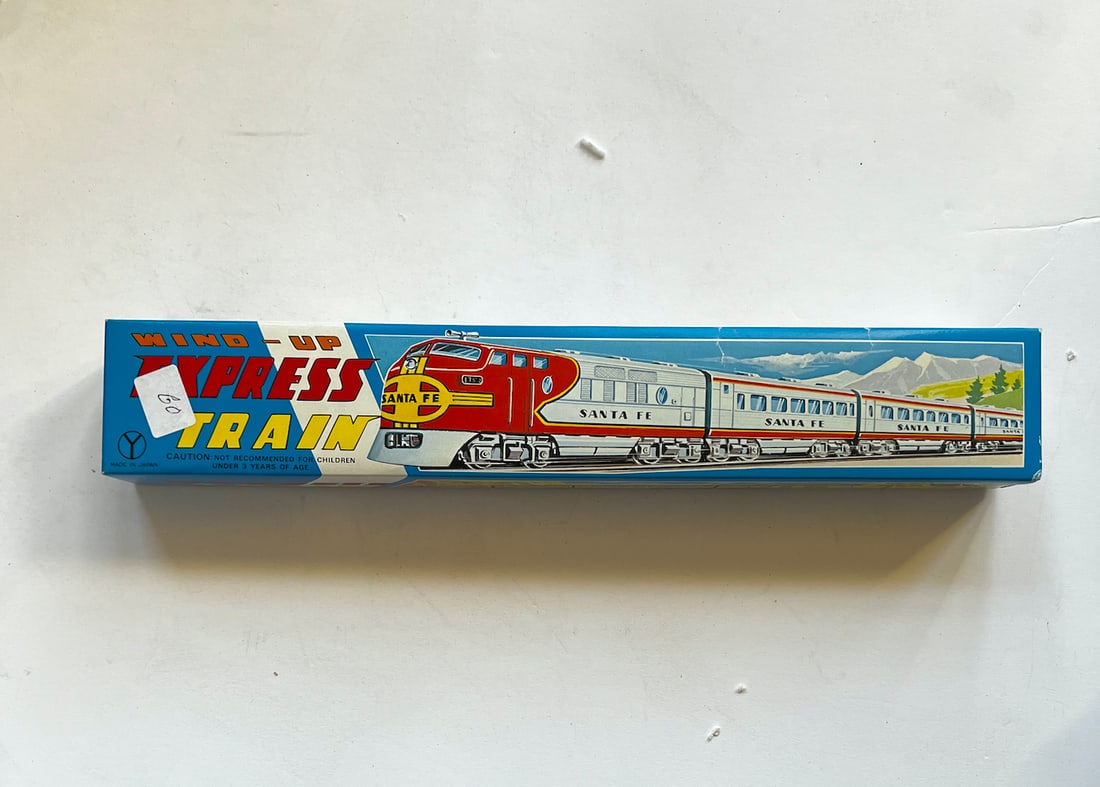 WIND-UP
EXPRESS
TRAIN
60
Y
MADE IN JAPAN
CAUTION: NOT RECOMMENDED FOR CHILDREN
UNDER 3 YEARS OF AGE.
SANTA FE
SANTA FE
SANTA FE
SANTA FE
SANTA